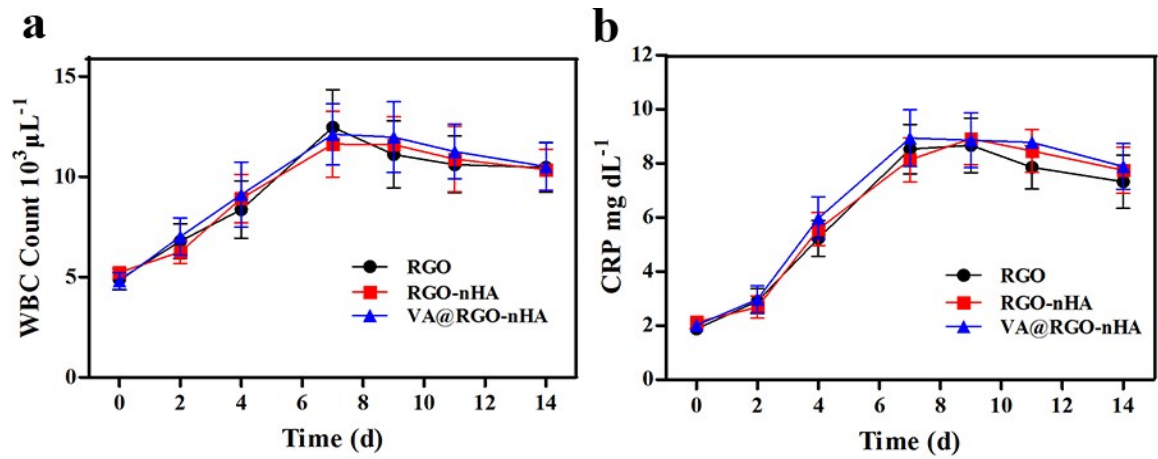 a
WBC Count 10³ µL⁻¹
15
10
5
0
0 2 4 6 8 10 12 14
Time (d)
RGO
RGO-nHA
VA@RGO-nHA
b
CRP mg dL⁻¹
12
10
8
6
4
2
0
0 2 4 6 8 10 12 14
Time (d)
RGO
RGO-nHA
VA@RGO-nHA